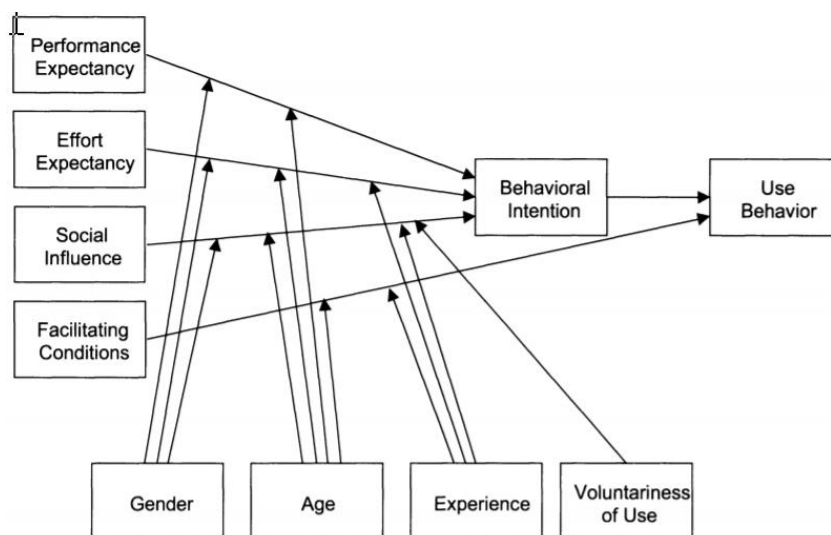 Performance
Expectancy
Effort
Expectancy
Social
Influence
Facilitating
Conditions
Behavioral
Intention
Use
Behavior
Gender
Age
Experience
Voluntariness
of Use